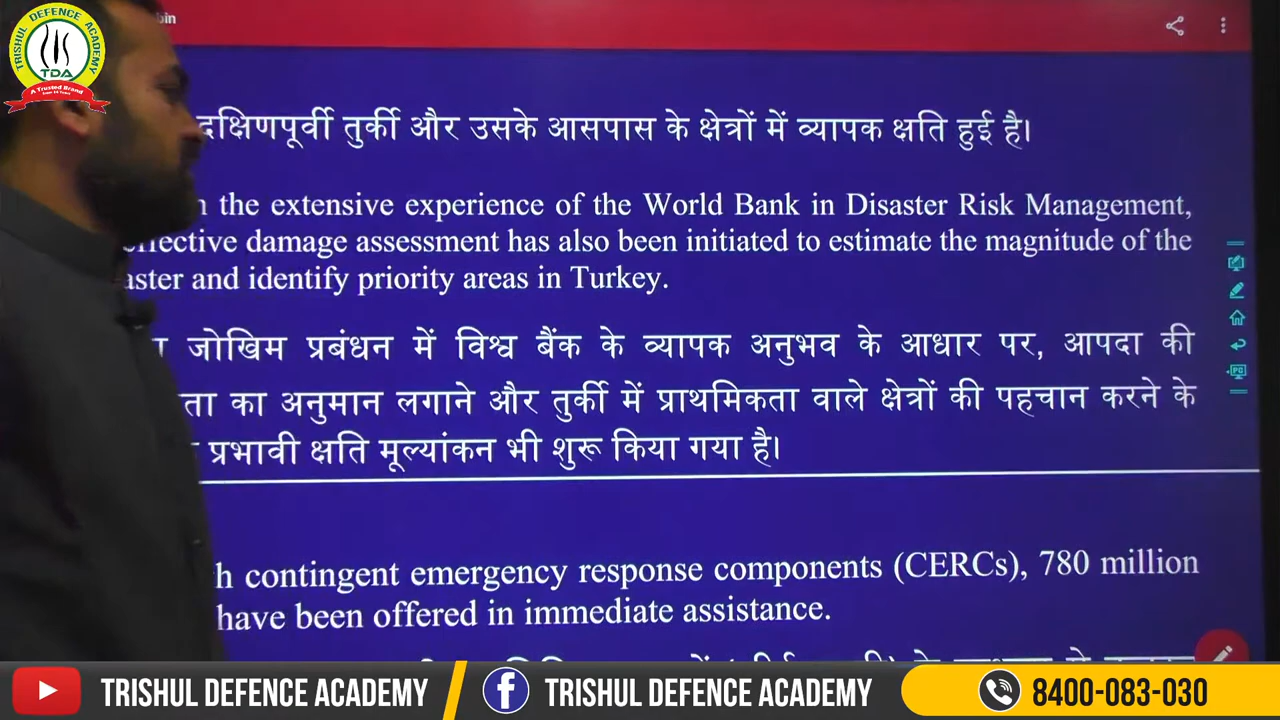 TRISHUL DEFENCE ACADEMY
TDA
A Trusted Brand
bin
दक्षिणपूर्वी तुर्की और उसके आसपास के क्षेत्रों में व्यापक क्षति हुई है।
the extensive experience of the World Bank in Disaster Risk Management,
effective damage assessment has also been initiated to estimate the magnitude of the
aster and identify priority areas in Turkey.
जोखिम प्रबंधन में विश्व बैंक के व्यापक अनुभव के आधार पर, आपदा की
ता का अनुमान लगाने और तुर्की में प्राथमिकता वाले क्षेत्रों की पहचान करने के
प्रभावी क्षति मूल्यांकन भी शुरू किया गया है।
h contingent emergency response components (CERCs), 780 million
have been offered in immediate assistance.
TRISHUL DEFENCE ACADEMY
TRISHUL DEFENCE ACADEMY
8400-083-030